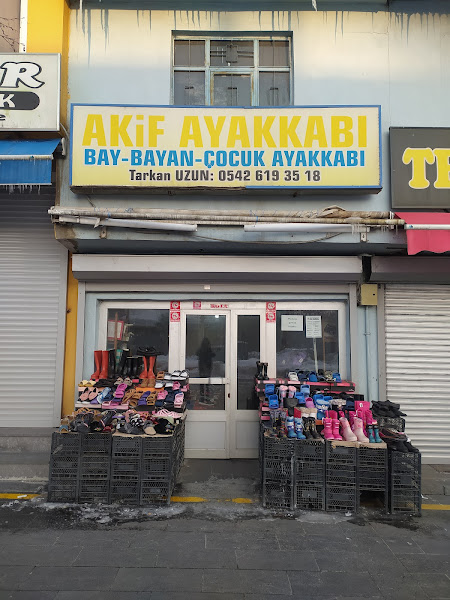 AKİF AYAKKABI
BAY-BAYAN-ÇOCUK AYAKKABI
Tarkan UZUN: 0542 619 35 18